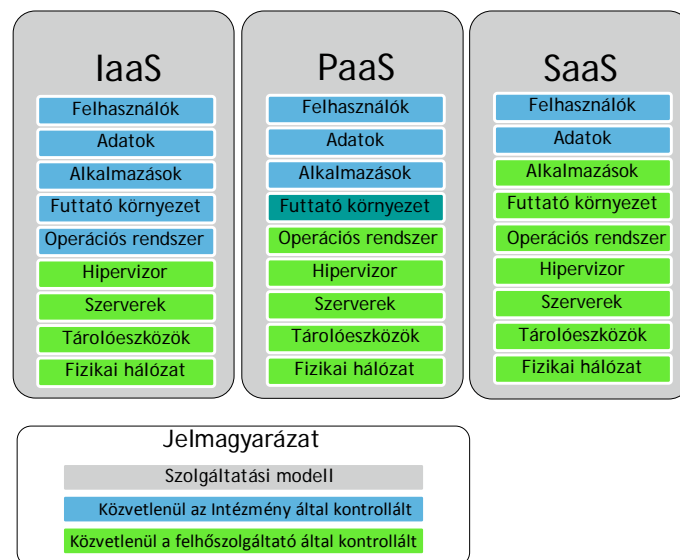 IaaS
Felhasználók
Adatok
Alkalmazások
Futtató környezet
Operációs rendszer
Hipervizor
Szerverek
Tárolóeszközök
Fizikai hálózat
PaaS
Felhasználók
Adatok
Alkalmazások
Futtató környezet
Operációs rendszer
Hipervizor
Szerverek
Tárolóeszközök
Fizikai hálózat
SaaS
Felhasználók
Adatok
Alkalmazások
Futtató környezet
Operációs rendszer
Hipervizor
Szerverek
Tárolóeszközök
Fizikai hálózat
Jelmagyarázat
Szolgáltatási modell
Közvetlenül az Intézmény által kontrollált
Közvetlenül a felhőszolgáltató által kontrollált